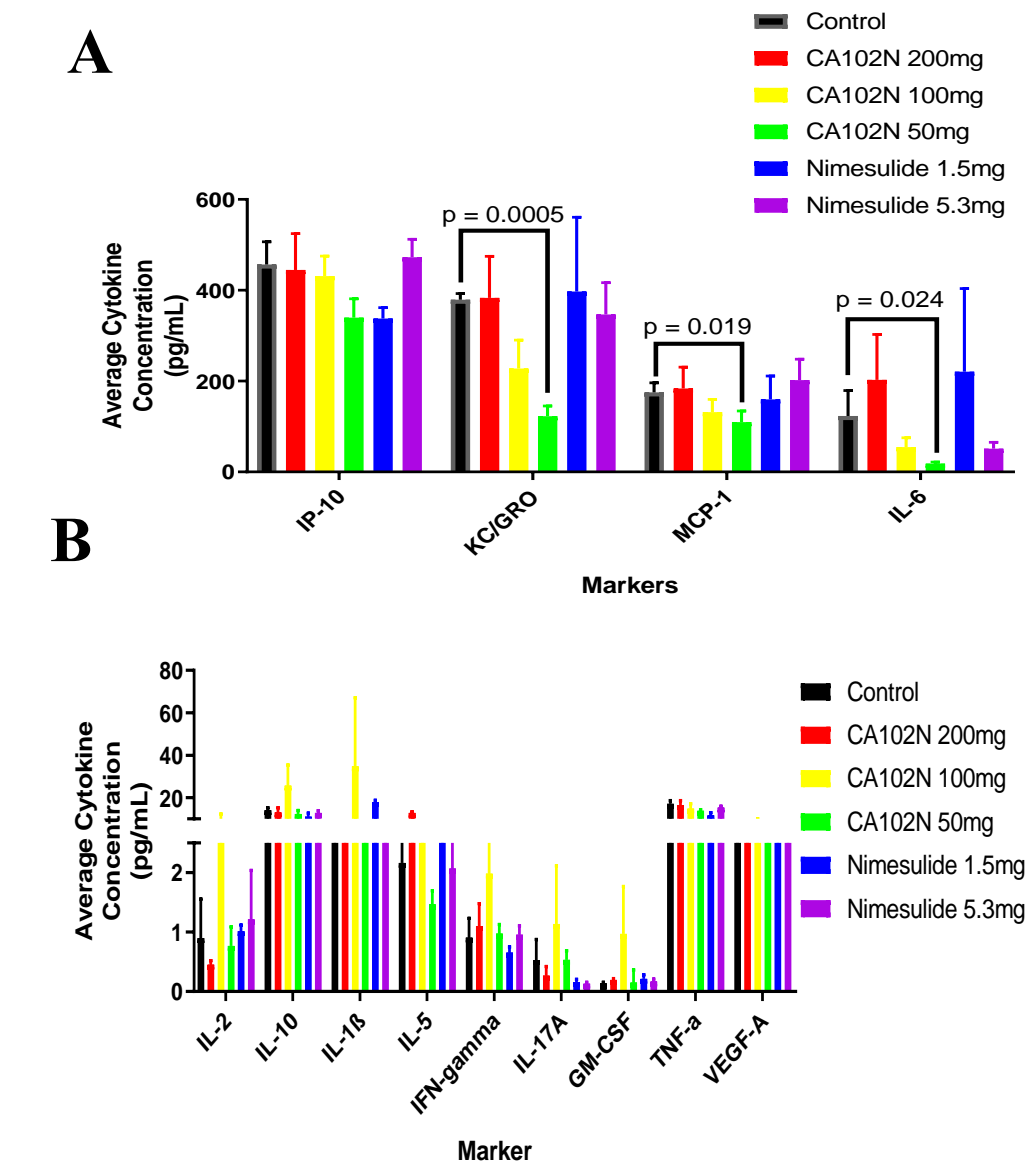 A
Control
CA102N 200mg
CA102N 100mg
CA102N 50mg
Nimesulide 1.5mg
Nimesulide 5.3mg
Average Cytokine
Concentration
(pg/mL)
600
400
200
0
p = 0.0005
p = 0.019
p = 0.024
IP-10
KC/GRO
MCP-1
IL-6
Markers
B
Average Cytokine
Concentration
(pg/mL)
80
60
40
20
2
1
0
Control
CA102N 200mg
CA102N 100mg
CA102N 50mg
Nimesulide 1.5mg
Nimesulide 5.3mg
IL-2
IL-10
IL-1ß
IL-5
IFN-gamma
IL-17A
GM-CSF
TNF-a
VEGF-A
Marker